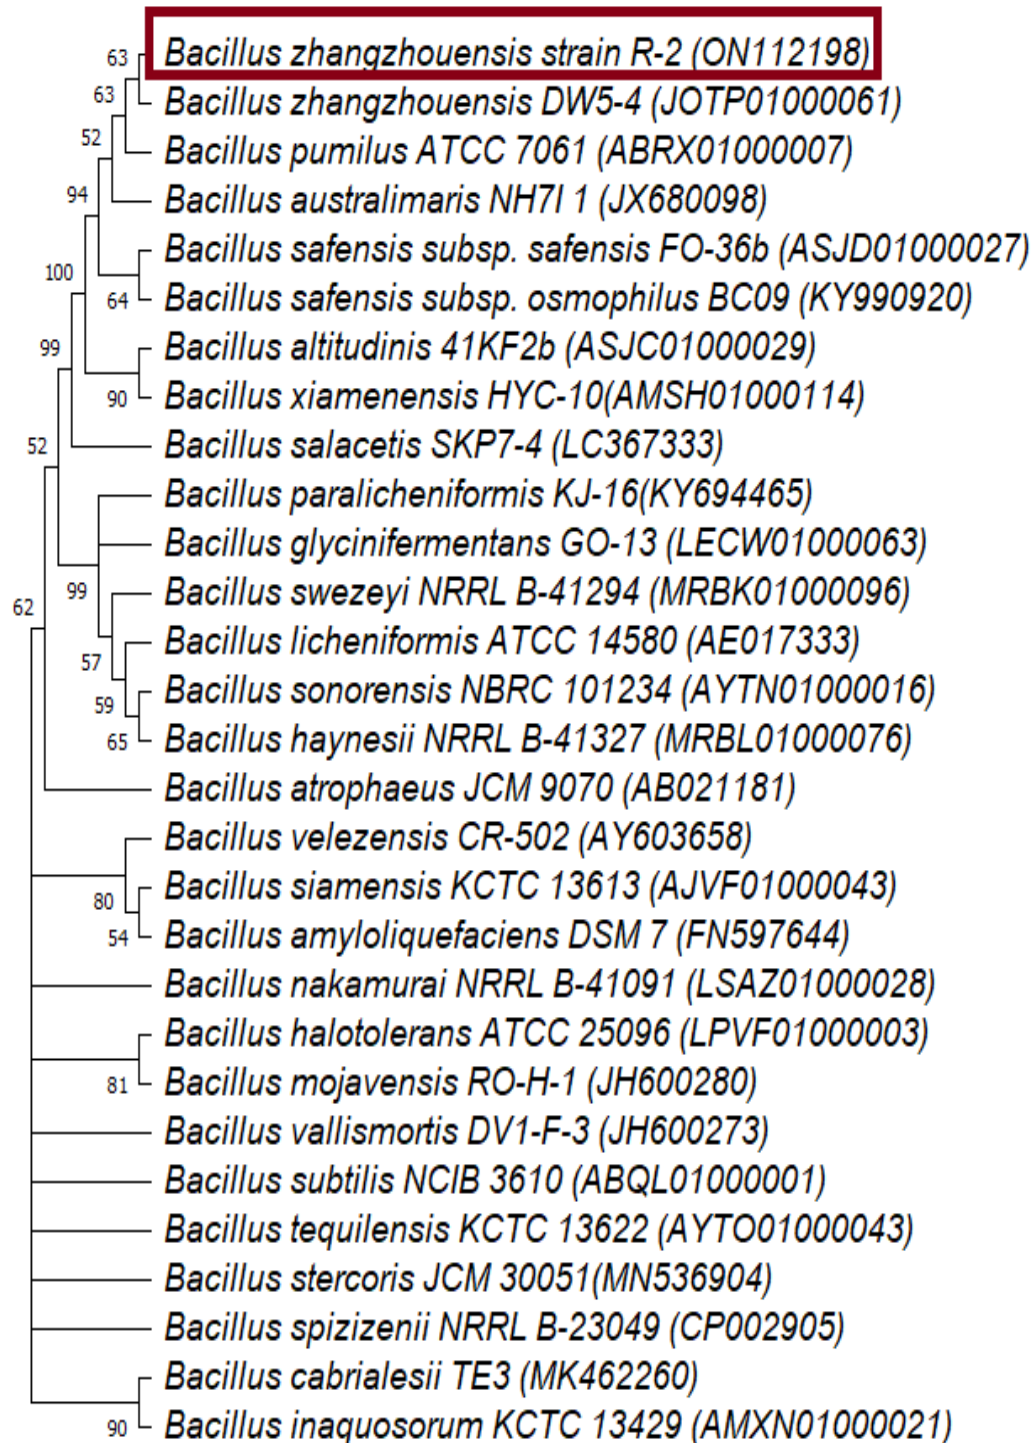 63 Bacillus zhangzhouensis strain R-2 (ON112198)
63 Bacillus zhangzhouensis DW5-4 (JOTP01000061)
52 Bacillus pumilus ATCC 7061 (ABRX01000007)
94 Bacillus australimaris NH7I 1 (JX680098)
Bacillus safensis subsp. safensis FO-36b (ASJD01000027)
100
64 Bacillus safensis subsp. osmophilus BC09 (KY990920)
99 Bacillus altitudinis 41KF2b (ASJC01000029)
90 Bacillus xiamenensis HYC-10(AMSH01000114)
52 Bacillus salacetis SKP7-4 (LC367333)
Bacillus paralicheniformis KJ-16(KY694465)
Bacillus glycinifermentans GO-13 (LECW01000063)
99 Bacillus swezeyi NRRL B-41294 (MRBK01000096)
62
Bacillus licheniformis ATCC 14580 (AE017333)
57
59 Bacillus sonorensis NBRC 101234 (AYTN01000016)
65 Bacillus haynesii NRRL B-41327 (MRBL01000076)
Bacillus atrophaeus JCM 9070 (AB021181)
Bacillus velezensis CR-502 (AY603658)
80 Bacillus siamensis KCTC 13613 (AJVF01000043)
54 Bacillus amyloliquefaciens DSM 7 (FN597644)
Bacillus nakamurai NRRL B-41091 (LSAZ01000028)
Bacillus halotolerans ATCC 25096 (LPVF01000003)
81 Bacillus mojavensis RO-H-1 (JH600280)
Bacillus vallismortis DV1-F-3 (JH600273)
Bacillus subtilis NCIB 3610 (ABQL01000001)
Bacillus tequilensis KCTC 13622 (AYTO01000043)
Bacillus stercoris JCM 30051(MN536904)
Bacillus spizizenii NRRL B-23049 (CP002905)
Bacillus cabrialesii TE3 (MK462260)
90 Bacillus inaquosorum KCTC 13429 (AMXN01000021)